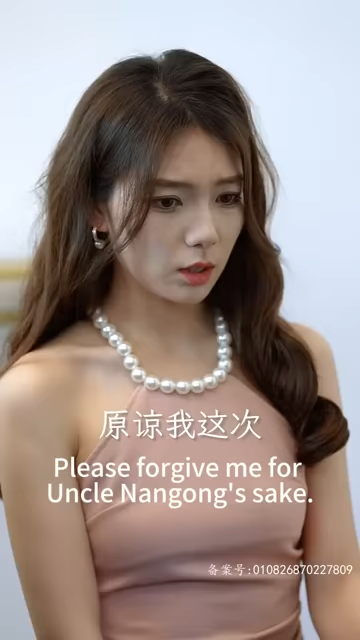 原谅我这次
Please forgive me for
Uncle Nangong's sake.
备案号:010826870227809